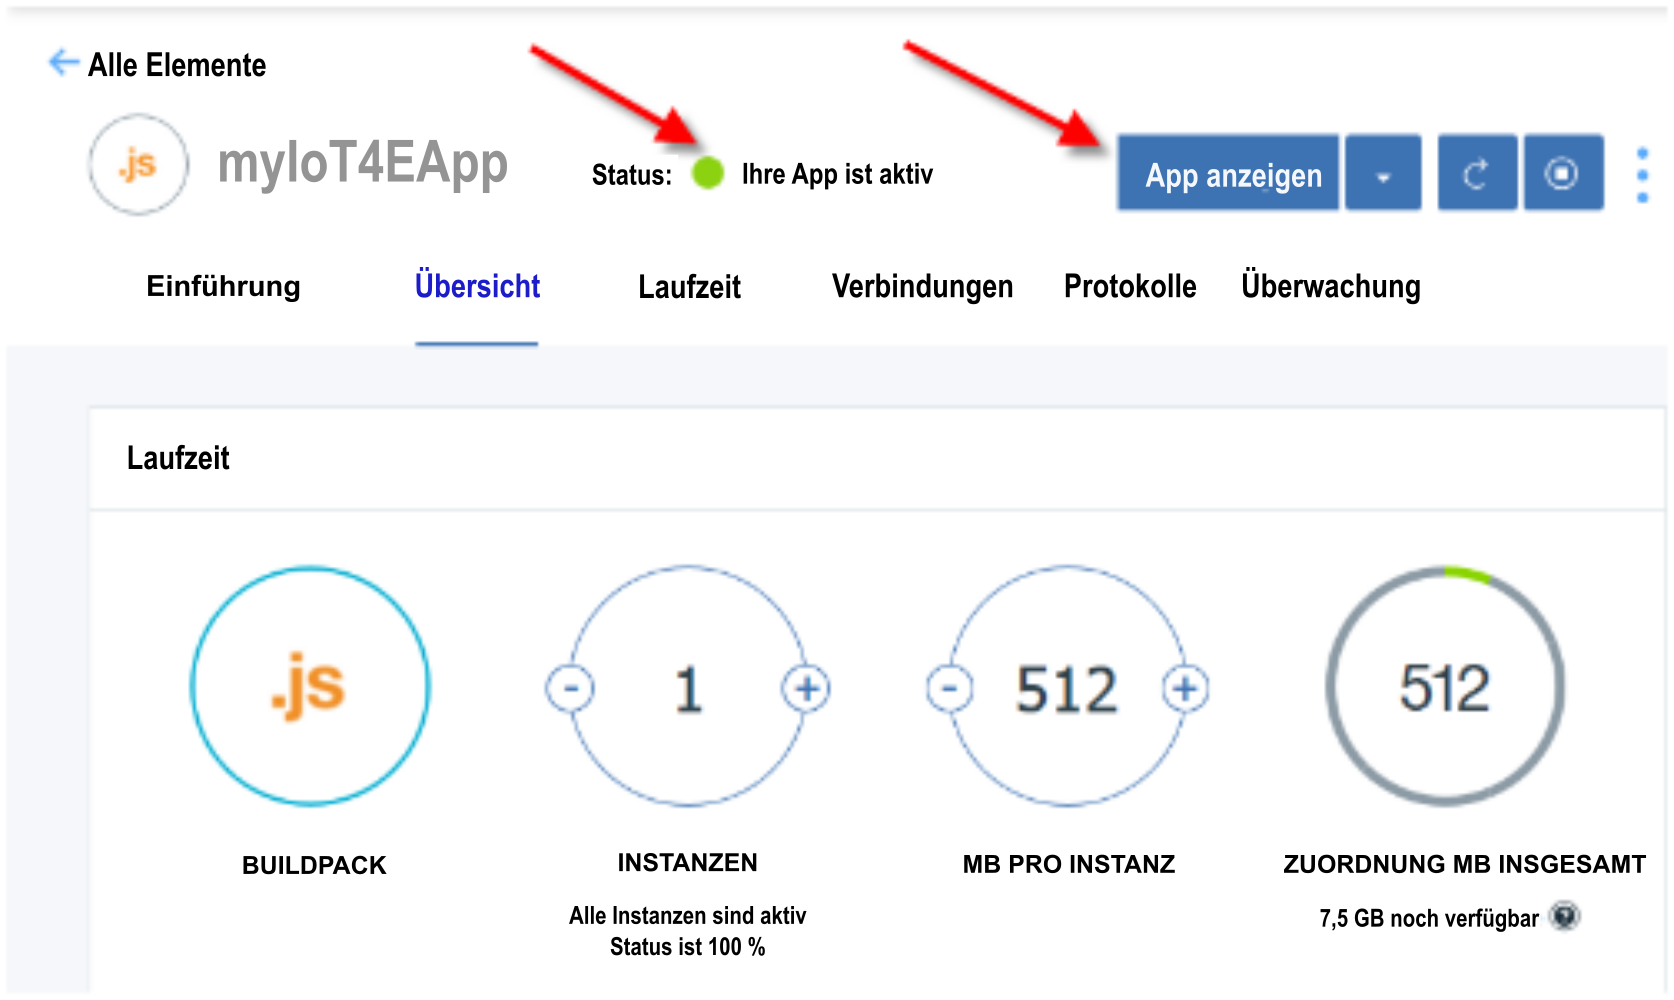 Alle Elemente
.js
myIoT4EApp
Status: Ihre App ist aktiv
App anzeigen
Einführung Übersicht Laufzeit Verbindungen Protokolle Überwachung
Laufzeit
.js
- 1 +
- 512 +
512
BUILDPACK
INSTANZEN
MB PRO INSTANZ
ZUORDNUNG MB INSGESAMT
Alle Instanzen sind aktiv
Status ist 100 %
7,5 GB noch verfügbar ?